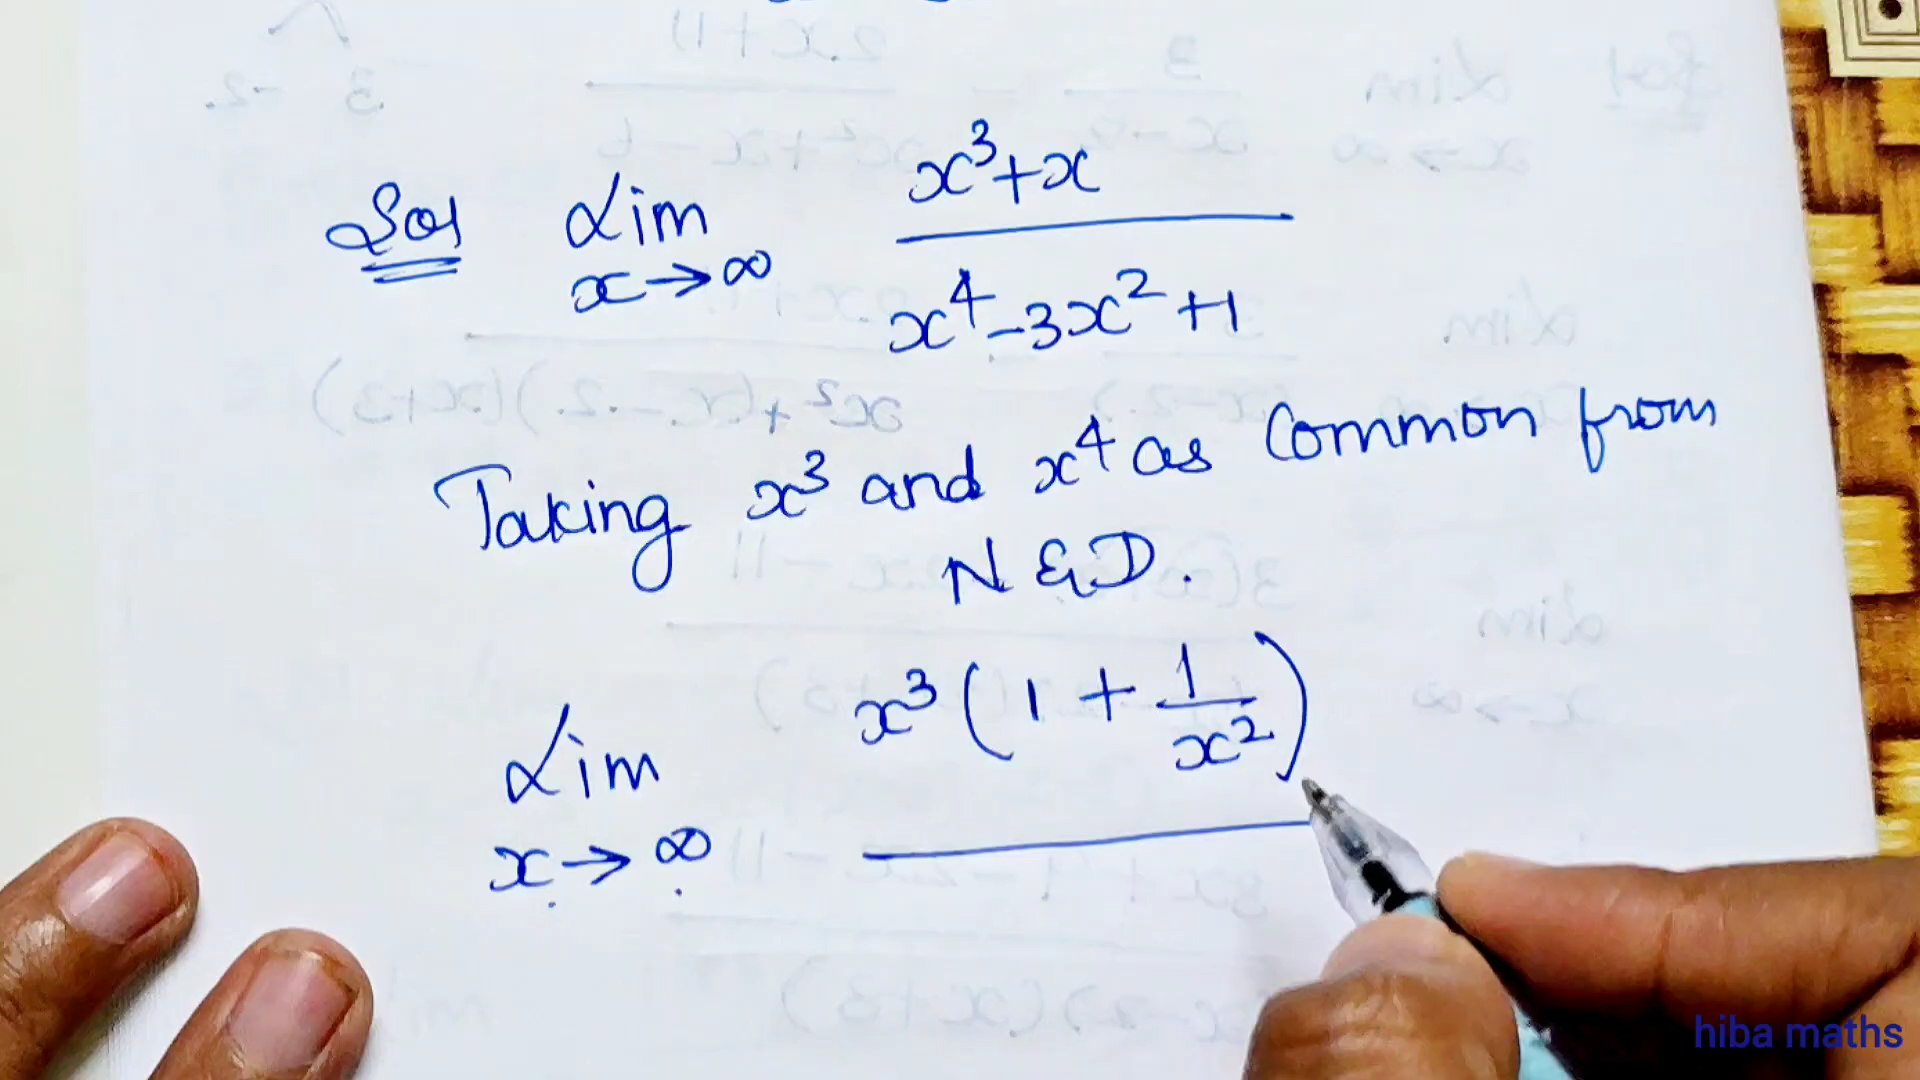 Sol Lim x→∞ x³+x / x⁴-3x²+1
Taking x³ and x⁴ as Common from
N & D.
Lim x→∞ x³(1+1/x²)
hiba maths